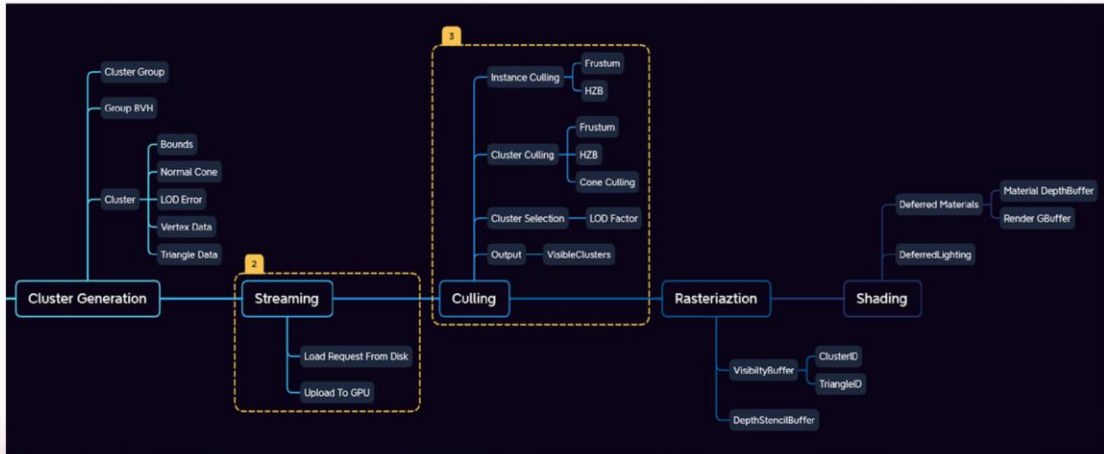 3
Cluster Group
Group BVH
Cluster
Bounds
Normal Cone
LOD Error
Vertex Data
Triangle Data
Cluster Generation
2
Streaming
Load Request From Disk
Upload To GPU
Instance Culling
Frustum
HZB
Cluster Culling
Frustum
HZB
Cone Culling
Cluster Selection
LOD Factor
Output
VisibleClusters
Culling
Rasteriaztion
VisibiltyBuffer
ClusterID
TriangleID
DepthStencilBuffer
Deferred Materials
Material DepthBuffer
Render GBuffer
DeferredLighting
Shading